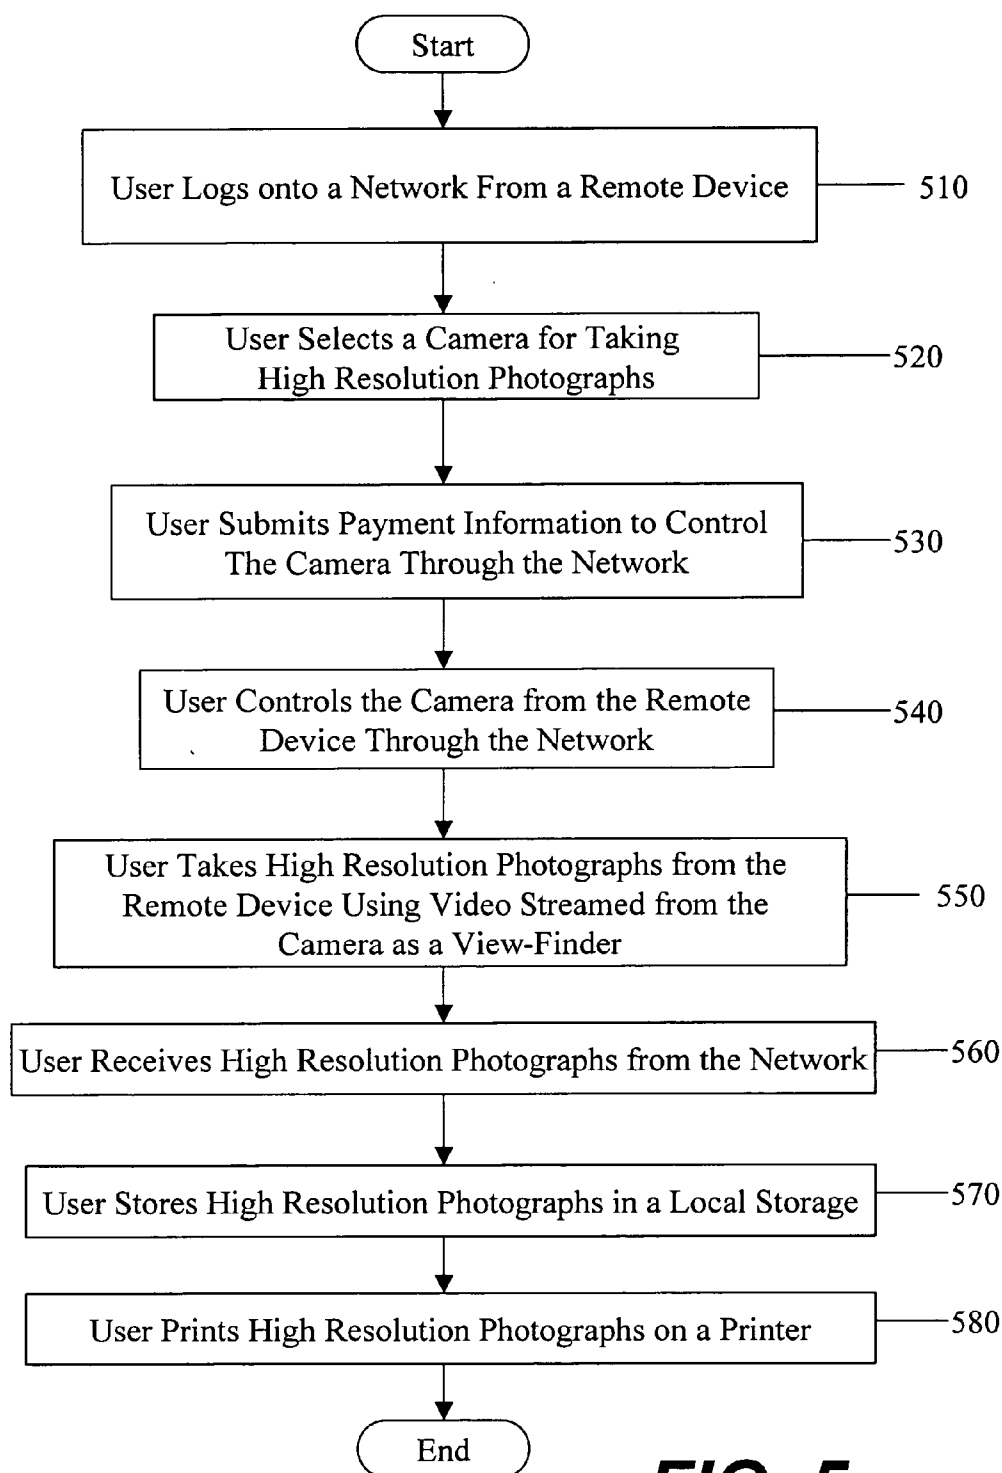 Start
User Logs onto a Network From a Remote Device
510
User Selects a Camera for Taking
High Resolution Photographs
520
User Submits Payment Information to Control
The Camera Through the Network
530
User Controls the Camera from the Remote
Device Through the Network
540
User Takes High Resolution Photographs from the
Remote Device Using Video Streamed from the
Camera as a View-Finder
550
User Receives High Resolution Photographs from the Network
560
User Stores High Resolution Photographs in a Local Storage
570
User Prints High Resolution Photographs on a Printer
580
End
FIG. 5